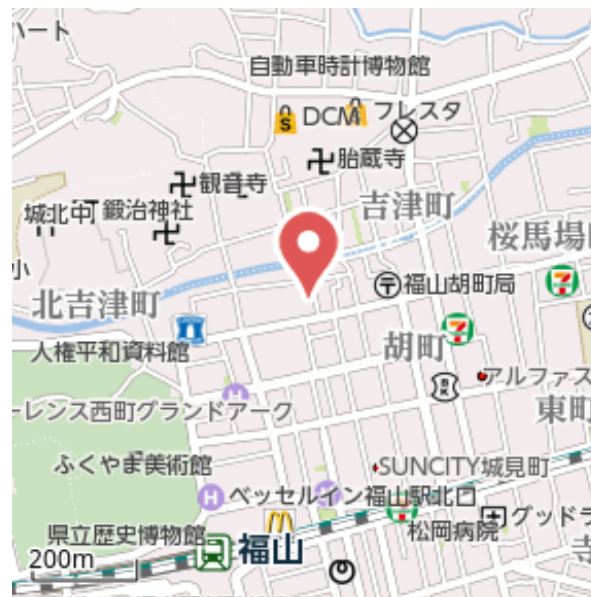 ハート
自動車時計博物館
DCM
フレスタ
S
胎蔵寺
観音寺
吉津町
城北中
鍛治神社
桜馬場
小
福山胡町局
北吉津町
人権平和資料館
胡町
アルファス
ーレンス西町グランドアーク
東町
ふくやま美術館
SUNCITY城見町
H
ベッセルイン福山駅北口
グッドラ
県立歴史博物館
松岡病院
福山
寺
200m